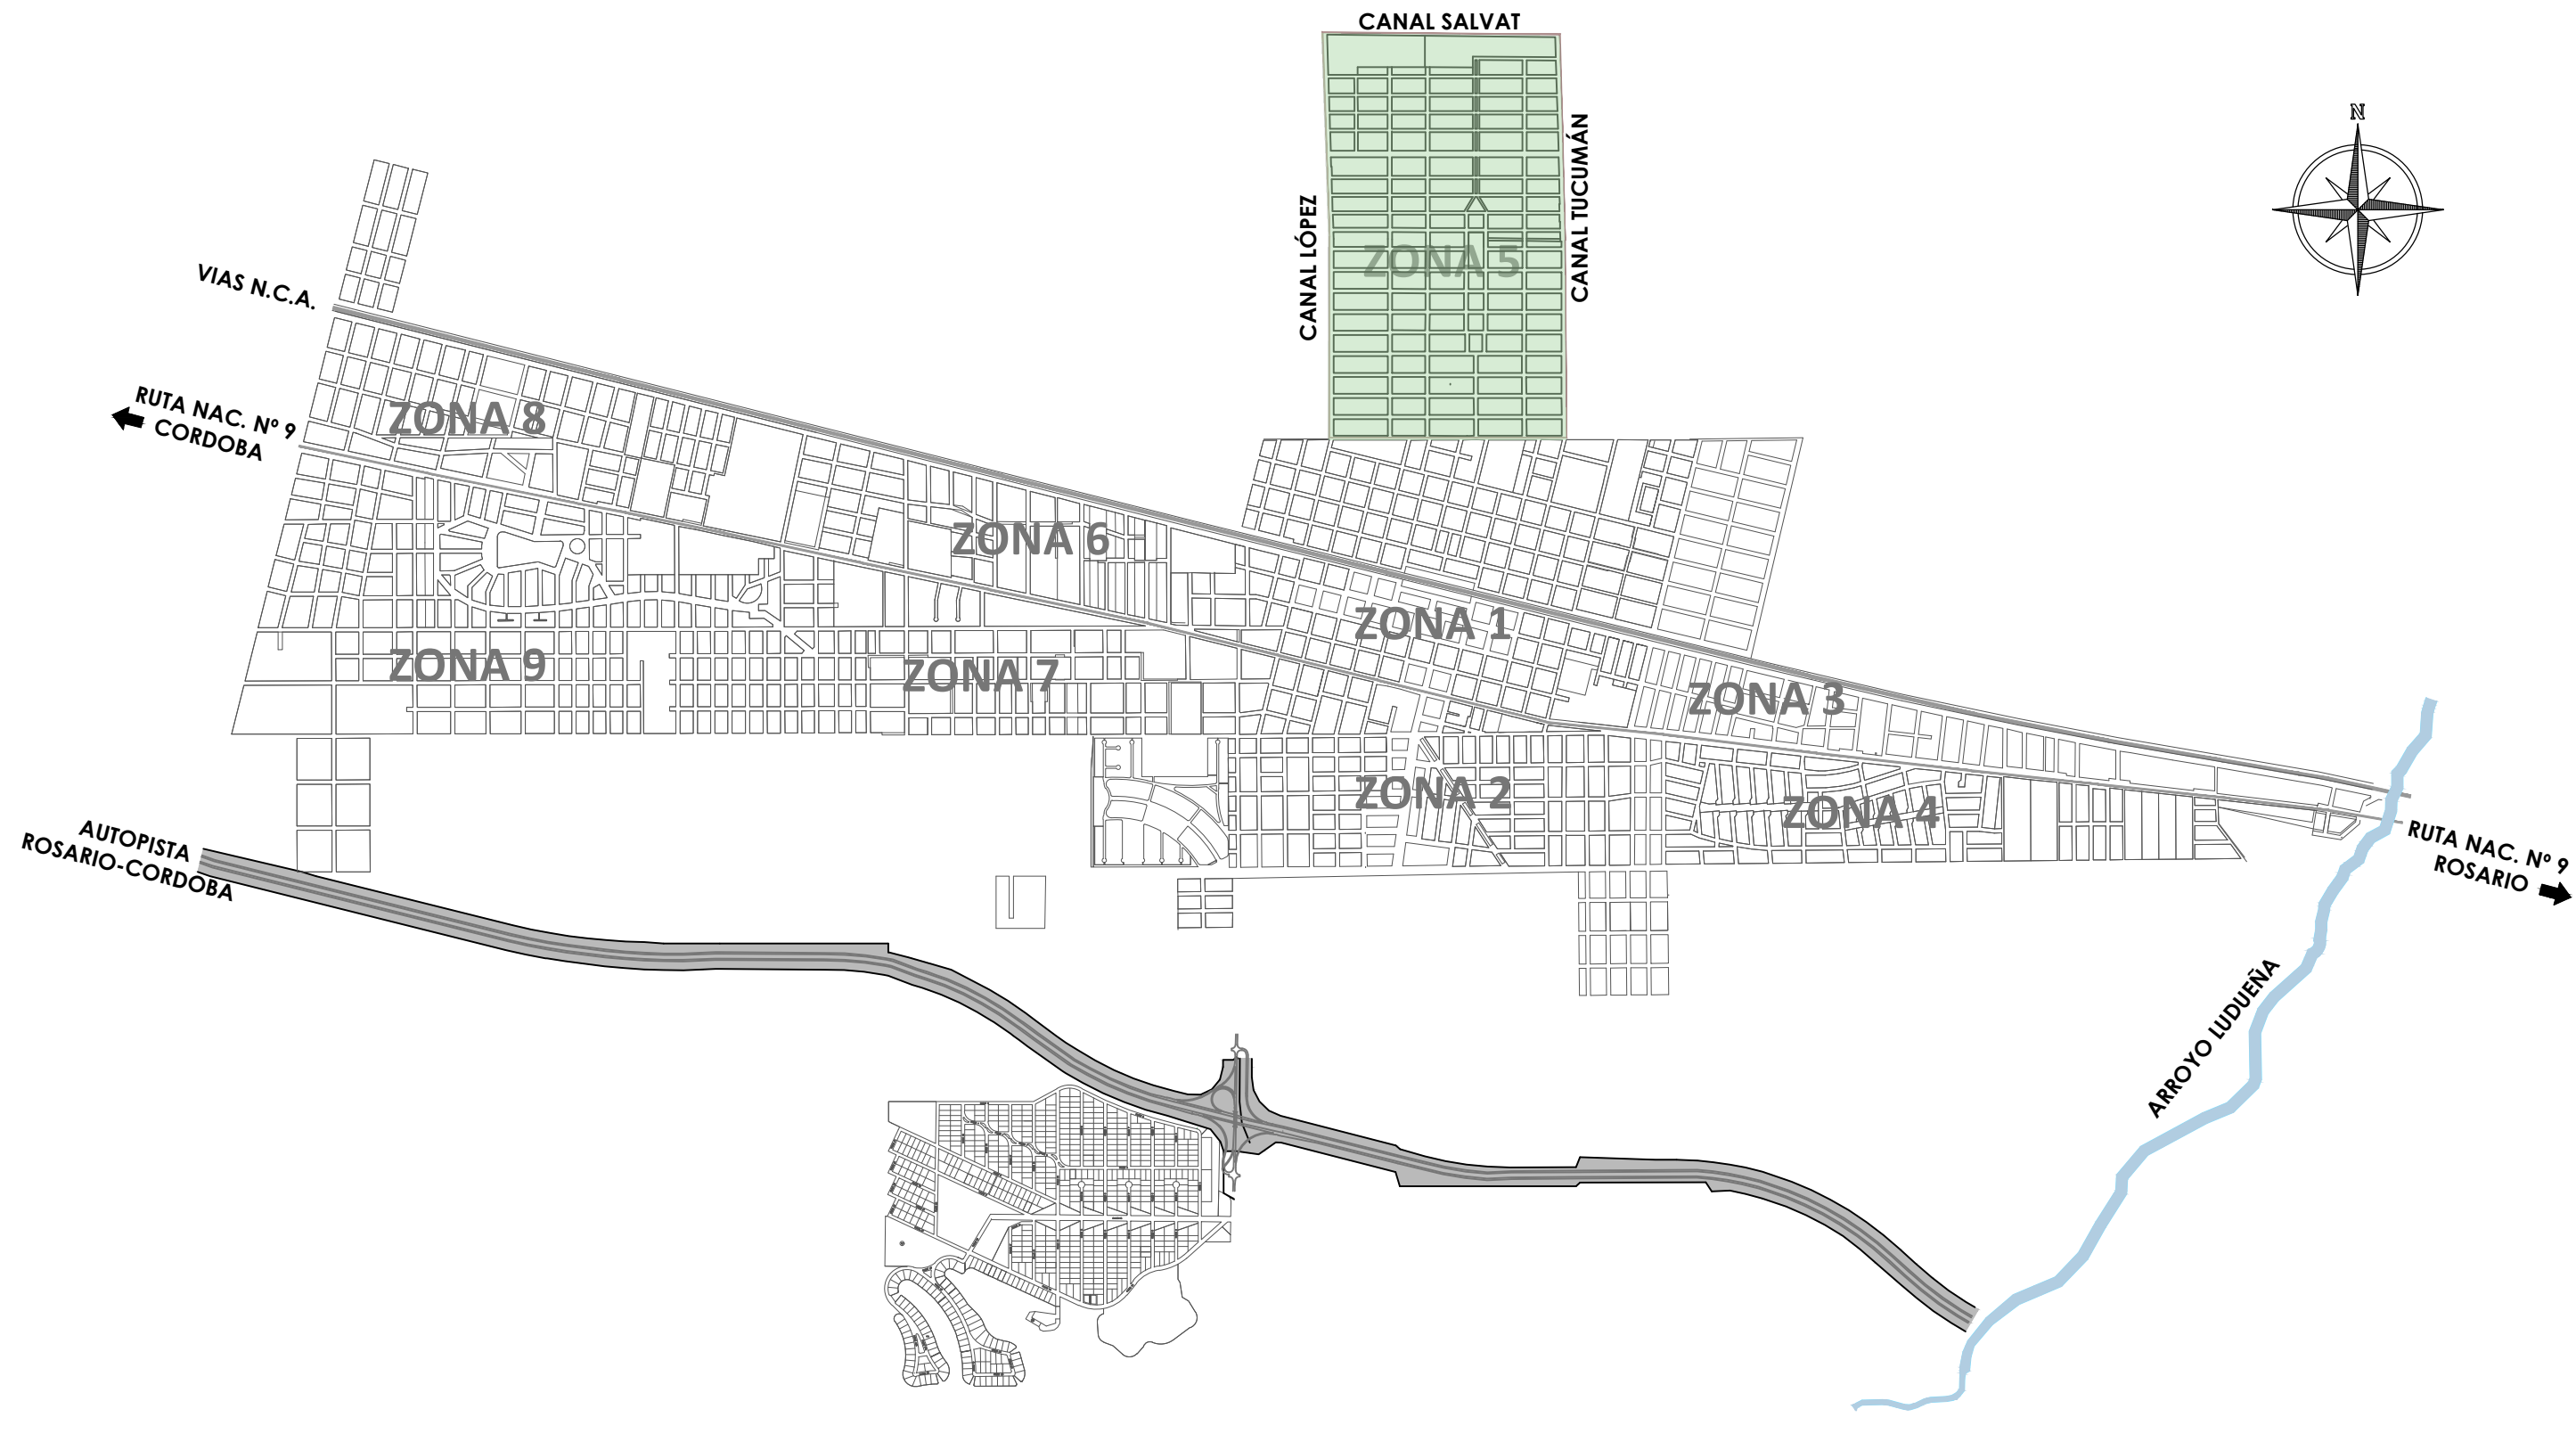 CANAL SALVAT
N
CANAL LÓPEZ
CANAL TUCUMÁN
ZONA 5
VIAS N.C.A.
RUTA NAC. Nº 9
CORDOBA
ZONA 8
ZONA 6
ZONA 1
ZONA 9
ZONA 7
ZONA 3
ZONA 2
ZONA 4
AUTOPISTA
ROSARIO-CORDOBA
RUTA NAC. Nº 9
ROSARIO
ARROYO LUDUEÑA